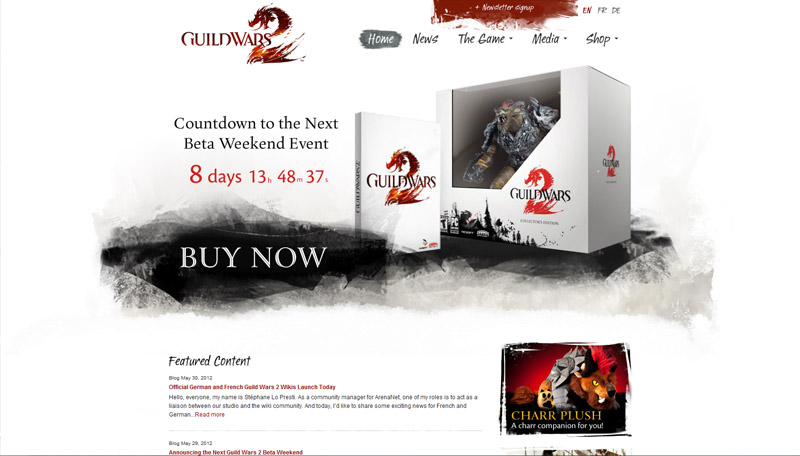 + Newsletter signup
EN FR DE
GUILDWARS 2
Home News The Game Media Shop
Countdown to the Next
Beta Weekend Event
8 days 13h 48m 37s
GUILDWARS 2
GUILDWARS 2
GUILDWARS 2
COLLECTOR'S EDITION
GUILDWARS 2
BUY NOW
Featured Content
Blog May 30, 2012
Official German and French Guild Wars 2 Wikis Launch Today
Hello, everyone, my name is Stéphane Lo Presti. As a community manager for ArenaNet, one of my roles is to act as a
liaison between our studio and the wiki community. And today, I'd like to share some exciting news for French and
German...Read more
Blog May 29, 2012
Announcing the Next Guild Wars 2 Beta Weekend
CHARR PLUSH
A charr companion for you!